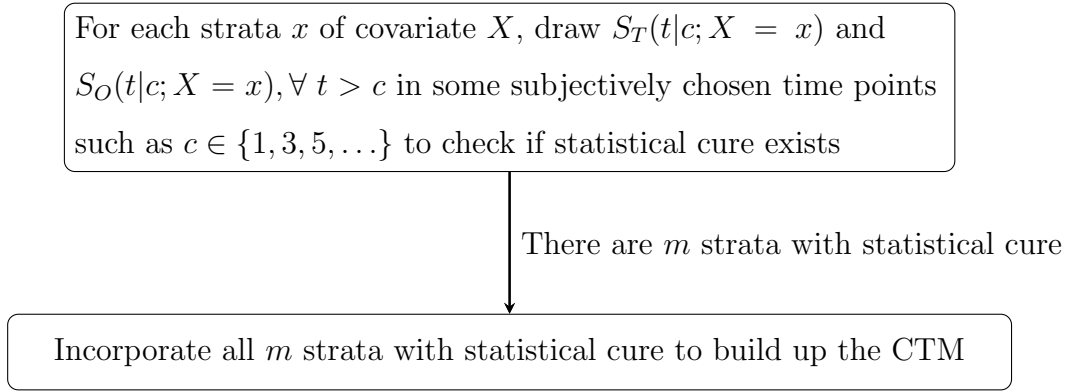 For each strata x of covariate X, draw S_T(t|c; X = x) and
S_O(t|c; X = x), ∀ t > c in some subjectively chosen time points
such as c ∈ {1, 3, 5, …} to check if statistical cure exists
There are m strata with statistical cure
Incorporate all m strata with statistical cure to build up the CTM